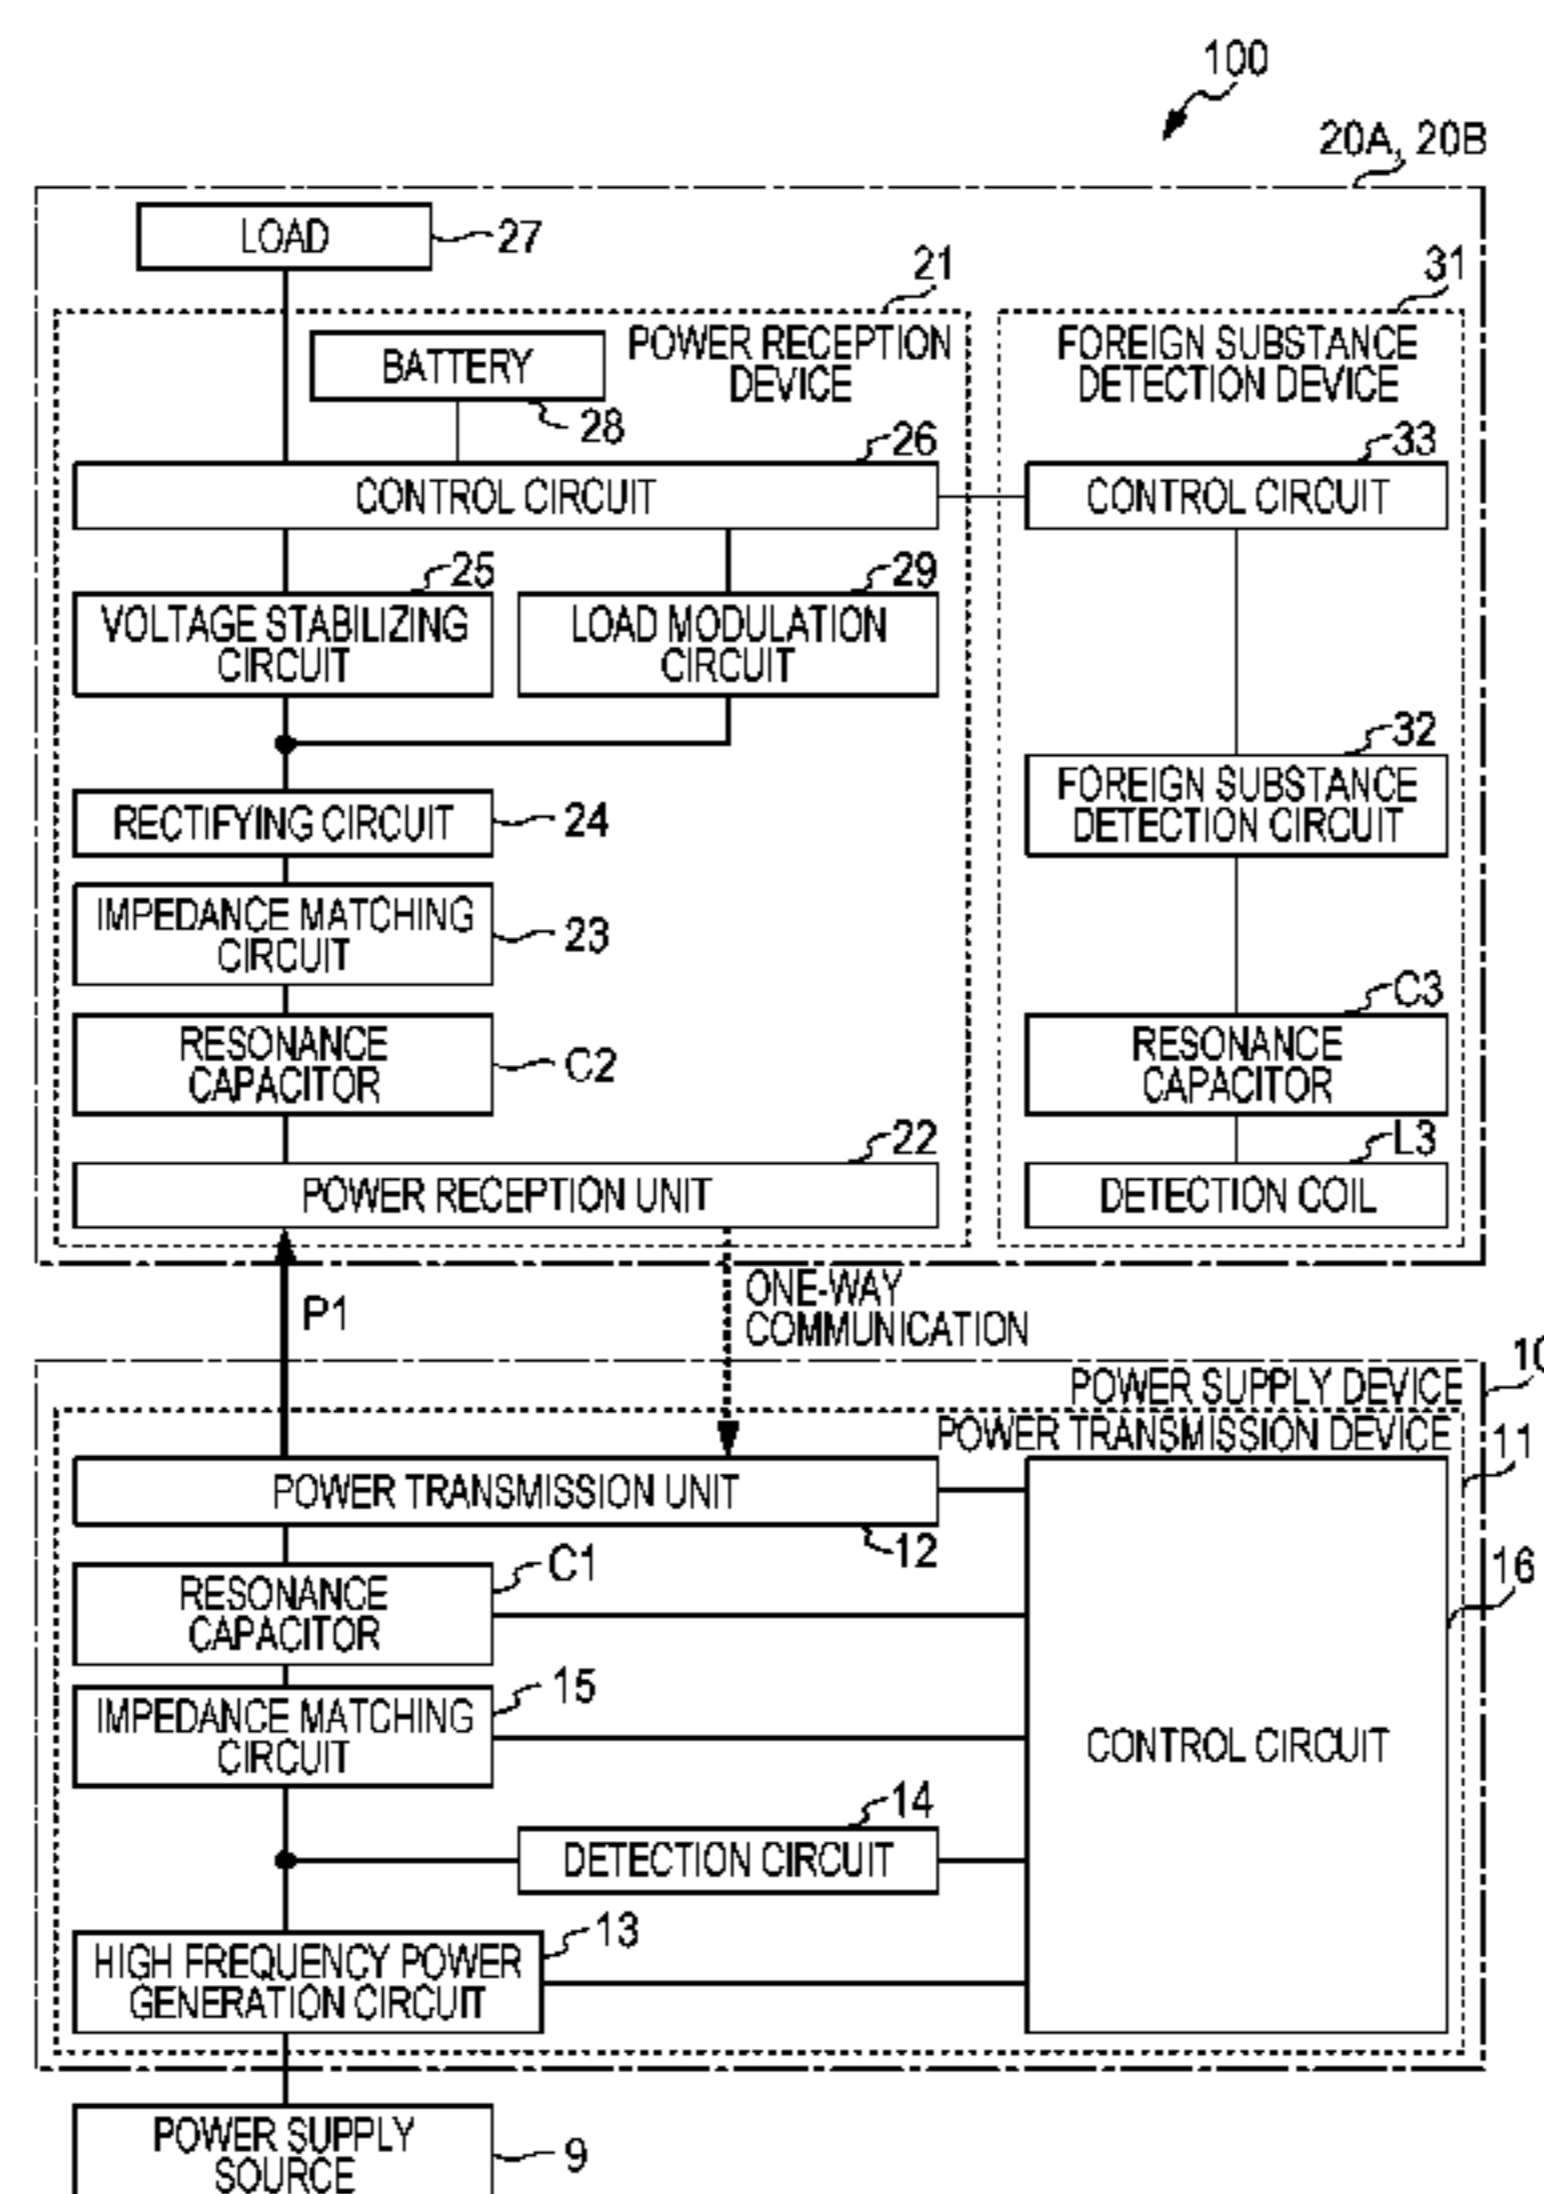 100
20A, 20B
LOAD
27
21
31
POWER RECEPTION
DEVICE
FOREIGN SUBSTANCE
DETECTION DEVICE
BATTERY
28
26
33
CONTROL CIRCUIT
CONTROL CIRCUIT
25
29
VOLTAGE STABILIZING
CIRCUIT
LOAD MODULATION
CIRCUIT
32
FOREIGN SUBSTANCE
DETECTION CIRCUIT
RECTIFYING CIRCUIT
24
IMPEDANCE MATCHING
CIRCUIT
23
C3
RESONANCE
CAPACITOR
C2
RESONANCE
CAPACITOR
22
L3
POWER RECEPTION UNIT
DETECTION COIL
P1
ONE-WAY
COMMUNICATION
10
POWER SUPPLY DEVICE
POWER TRANSMISSION DEVICE
11
POWER TRANSMISSION UNIT
12
C1
16
RESONANCE
CAPACITOR
15
IMPEDANCE MATCHING
CIRCUIT
CONTROL CIRCUIT
14
DETECTION CIRCUIT
13
HIGH FREQUENCY POWER
GENERATION CIRCUIT
POWER SUPPLY
SOURCE
9